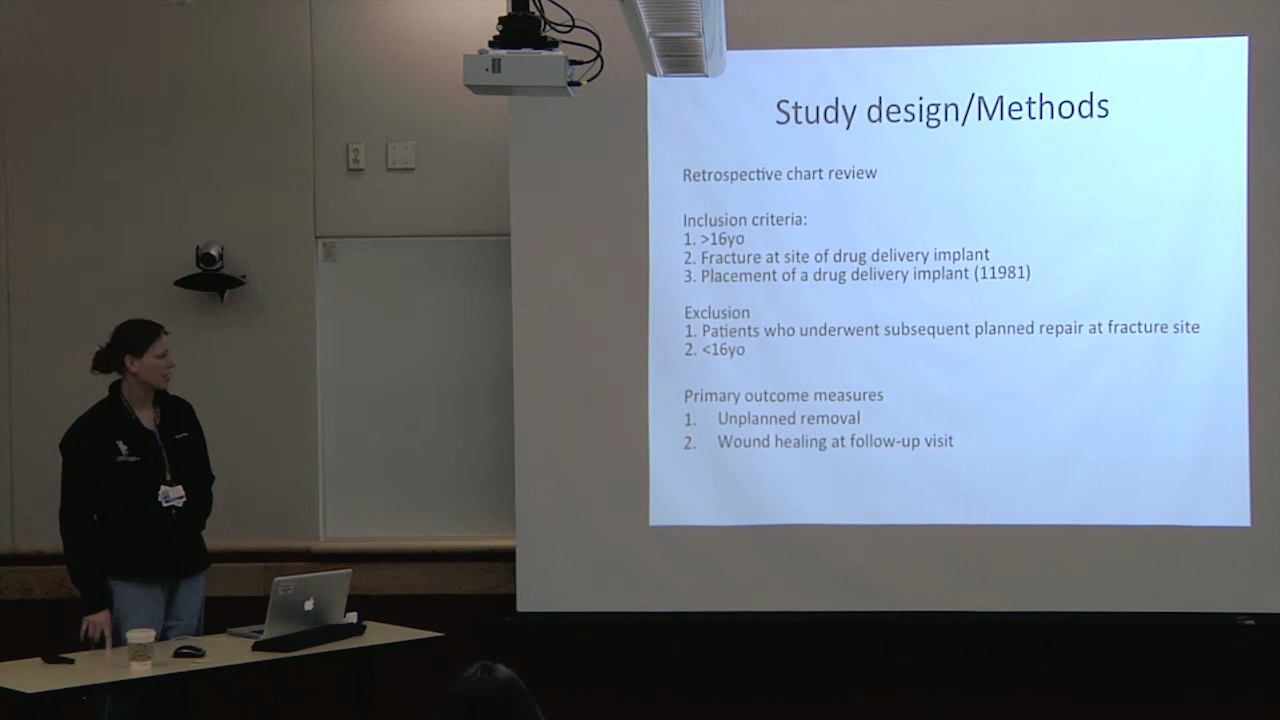 Study design/Methods
Retrospective chart review
Inclusion criteria:
1. >16yo
2. Fracture at site of drug delivery implant
3. Placement of a drug delivery implant (11981)
Exclusion
1. Patients who underwent subsequent planned repair at fracture site
2. <16yo
Primary outcome measures
1. Unplanned removal
2. Wound healing at follow-up visit